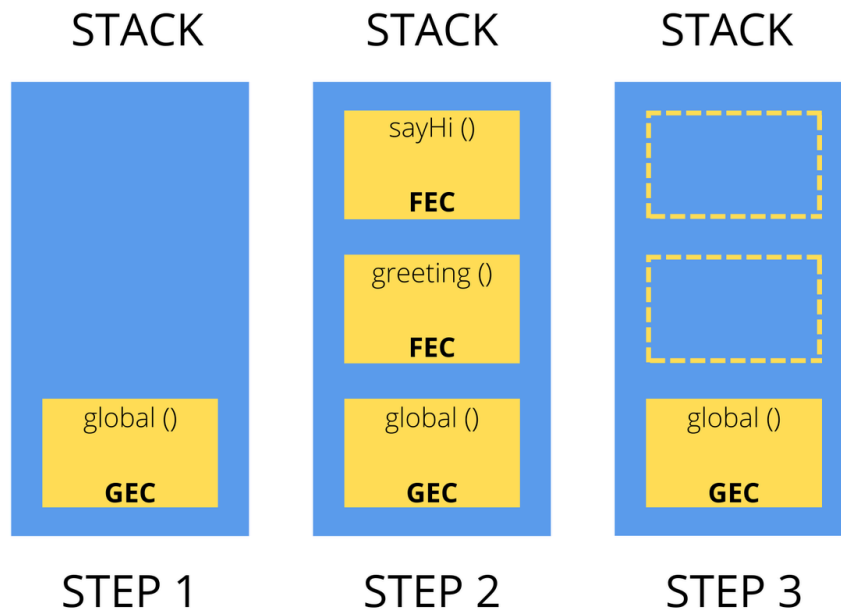 STACK
STACK
STACK
sayHi ()
FEC
greeting ()
FEC
global ()
GEC
global ()
GEC
global ()
GEC
STEP 1
STEP 2
STEP 3